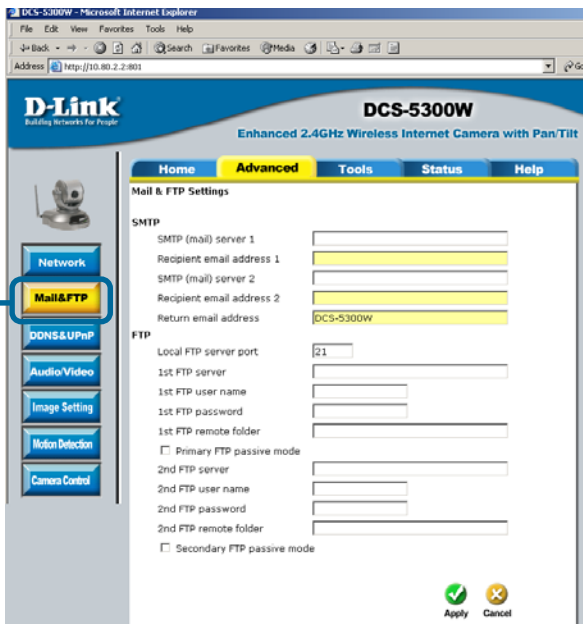 DCS-5300W - Microsoft Internet Explorer
File Edit View Favorites Tools Help
Back Search Favorites Media
Address http://10.80.2.2:801
D-Link
Building Networks for People
DCS-5300W
Enhanced 2.4GHz Wireless Internet Camera with Pan/Tilt
Home Advanced Tools Status Help
Network
Mail&FTP
DDNS&UPnP
Audio/Video
Image Setting
Motion Detection
Camera Control
Mail & FTP Settings
SMTP
SMTP (mail) server 1
Recipient email address 1
SMTP (mail) server 2
Recipient email address 2
Return email address DCS-5300W
FTP
Local FTP server port 21
1st FTP server
1st FTP user name
1st FTP password
1st FTP remote folder
Primary FTP passive mode
2nd FTP server
2nd FTP user name
2nd FTP password
2nd FTP remote folder
Secondary FTP passive mode
Apply Cancel